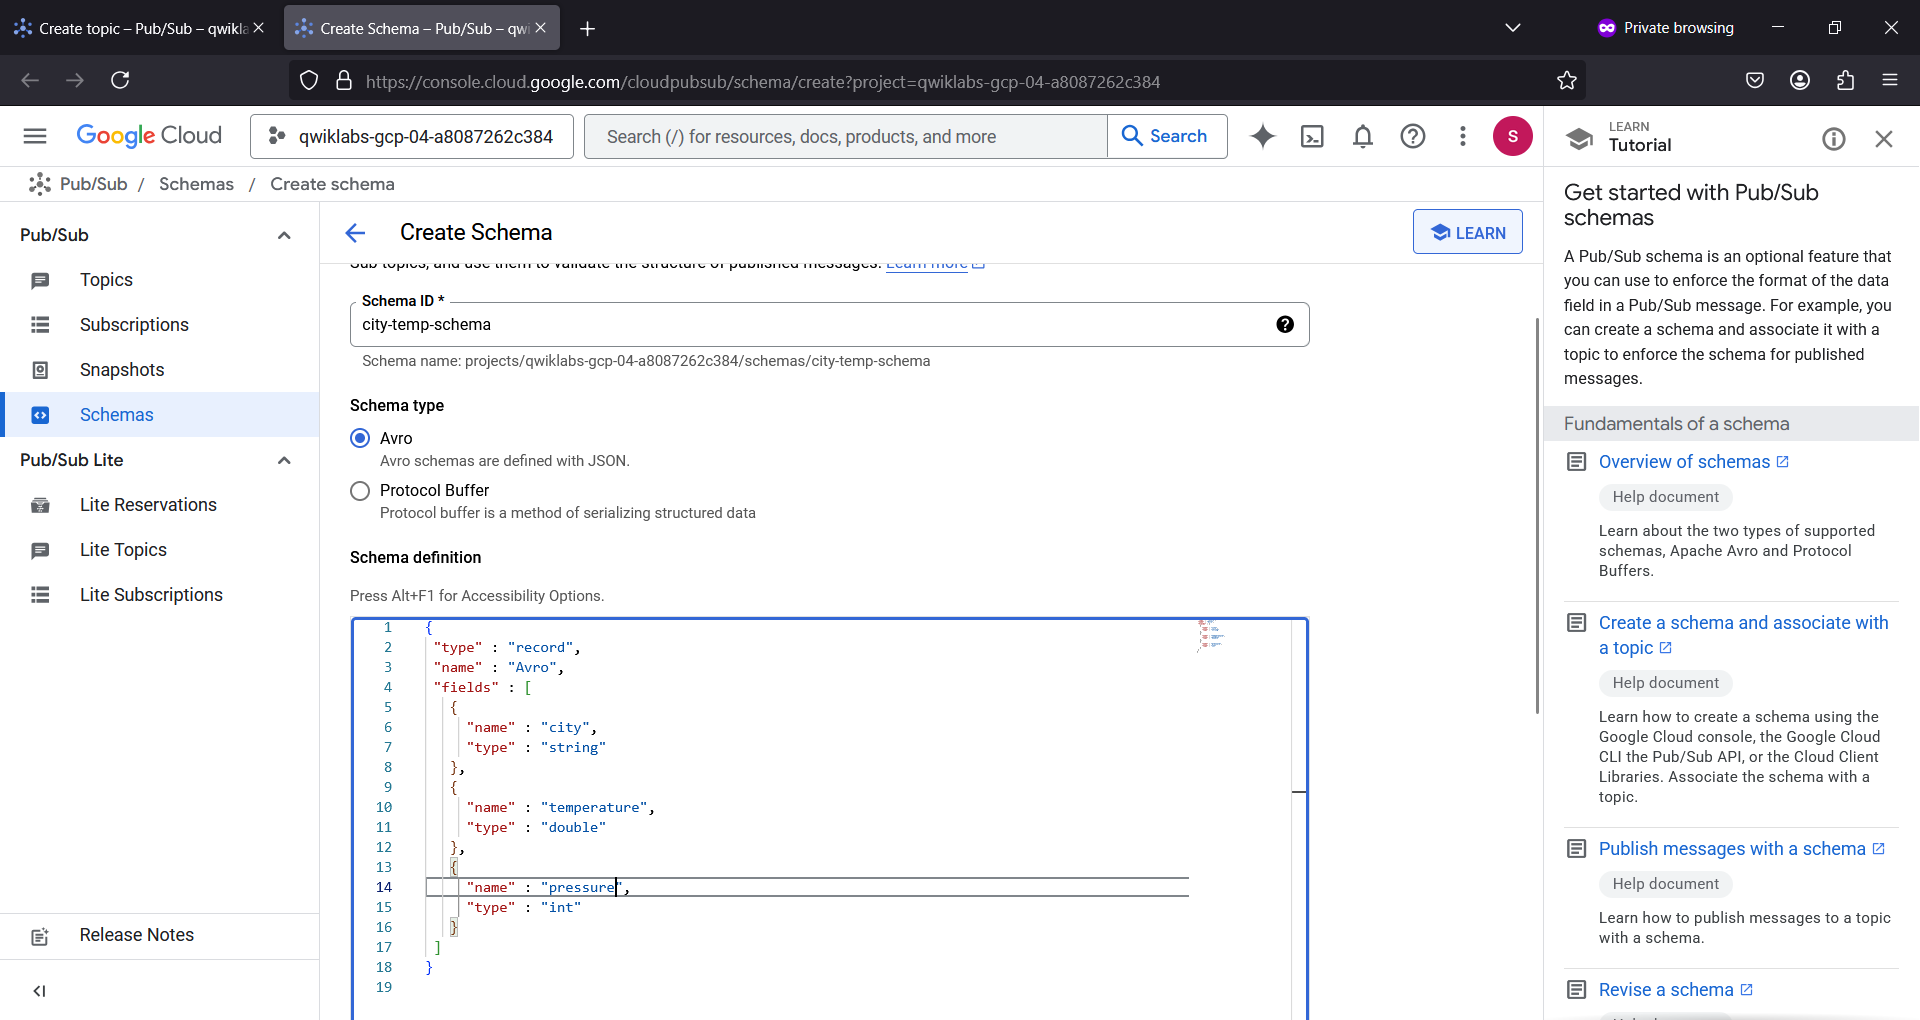 Create topic – Pub/Sub – qwikla
Create Schema – Pub/Sub – qwi
Private browsing
https://console.cloud.google.com/cloudpubsub/schema/create?project=qwiklabs-gcp-04-a8087262c384
Google Cloud
qwiklabs-gcp-04-a8087262c384
Search (/) for resources, docs, products, and more
Search
S
LEARN
Tutorial
Pub/Sub / Schemas / Create schema
Pub/Sub
Topics
Subscriptions
Snapshots
Schemas
Pub/Sub Lite
Lite Reservations
Lite Topics
Lite Subscriptions
Release Notes
Create Schema
LEARN
Sub topics, and use them to validate the structure of published messages. Learn more
Schema ID *
city-temp-schema
Schema name: projects/qwiklabs-gcp-04-a8087262c384/schemas/city-temp-schema
Schema type
Avro
Avro schemas are defined with JSON.
Protocol Buffer
Protocol buffer is a method of serializing structured data
Schema definition
Press Alt+F1 for Accessibility Options.
1 {
2 "type" : "record",
3 "name" : "Avro",
4 "fields" : [
5 {
6 "name" : "city",
7 "type" : "string"
8 },
9 {
10 "name" : "temperature",
11 "type" : "double"
12 },
13 {
14 "name" : "pressure",
15 "type" : "int"
16 }
17 ]
18 }
19
Get started with Pub/Sub
schemas
A Pub/Sub schema is an optional feature that
you can use to enforce the format of the data
field in a Pub/Sub message. For example, you
can create a schema and associate it with a
topic to enforce the schema for published
messages.
Fundamentals of a schema
Overview of schemas
Help document
Learn about the two types of supported
schemas, Apache Avro and Protocol
Buffers.
Create a schema and associate with
a topic
Help document
Learn how to create a schema using the
Google Cloud console, the Google Cloud
CLI the Pub/Sub API, or the Cloud Client
Libraries. Associate the schema with a
topic.
Publish messages with a schema
Help document
Learn how to publish messages to a topic
with a schema.
Revise a schema